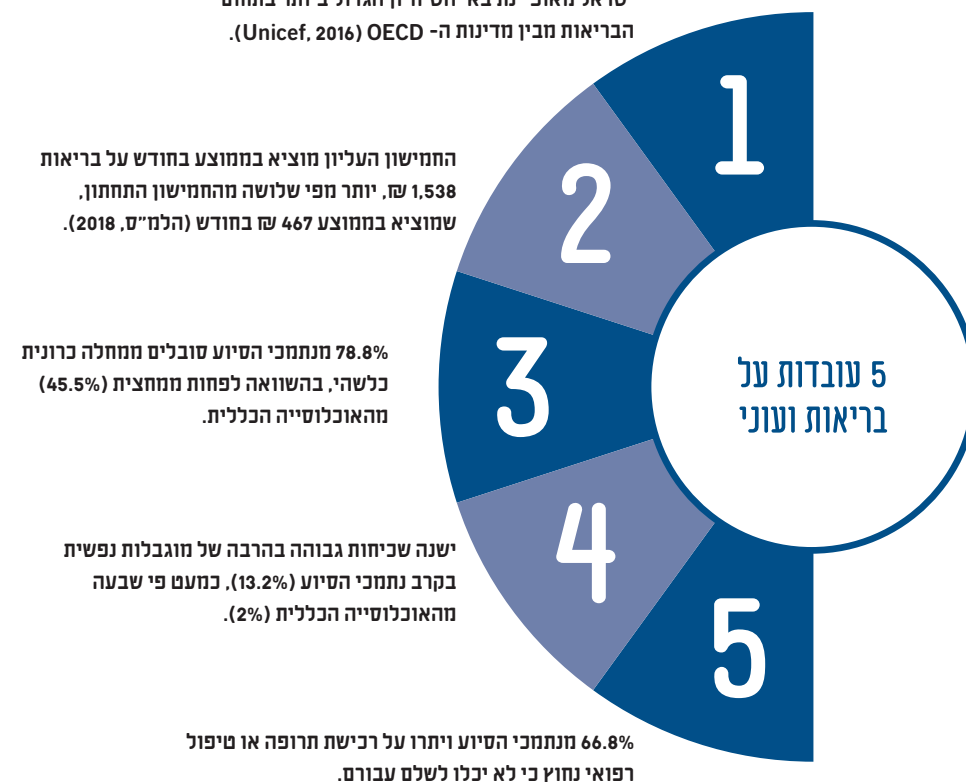 הבריאות מבין מדינות ה- OECD (Unicef, 2016).
1
החמישון העליון מוציא בממוצע בחודש על בריאות
1,538 ₪, יותר מפי שלושה מהחמישון התחתון,
שמוציא בממוצע 467 ₪ בחודש (הלמ"ס, 2018).
2
78.8% מנתמכי הסיוע סובלים ממחלה כרונית
כלשהי, בהשוואה לפחות ממחצית (45.5%)
מהאוכלוסייה הכללית.
3
5 עובדות על
בריאות ועוני
ישנה שכיחות גבוהה בהרבה של מוגבלות נפשית
בקרב נתמכי הסיוע (13.2%), כמעט פי שבעה
מהאוכלוסייה הכללית (2%).
4
66.8% מנתמכי הסיוע ויתרו על רכישת תרופה או טיפול
רפואי נחוץ כי לא יכלו לשלם עבורם.
5